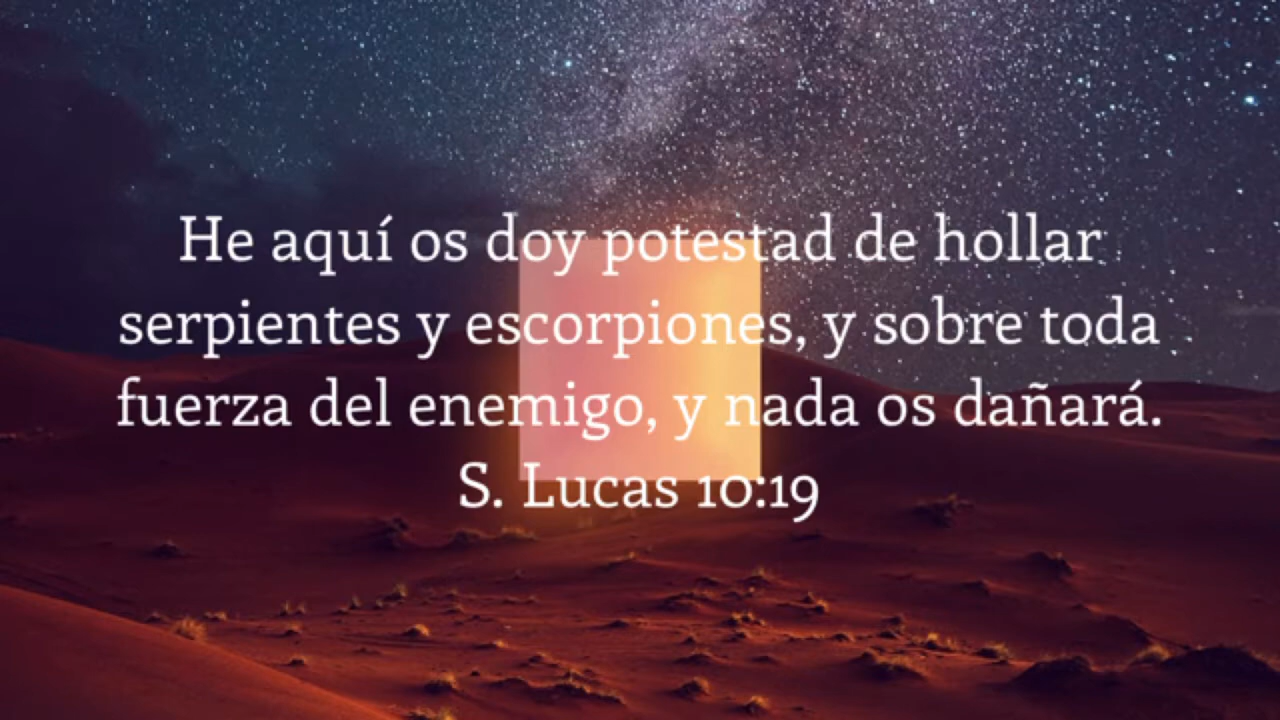 He aquí os doy potestad de hollar
serpientes y escorpiones, y sobre toda
fuerza del enemigo, y nada os dañará.
S. Lucas 10:19